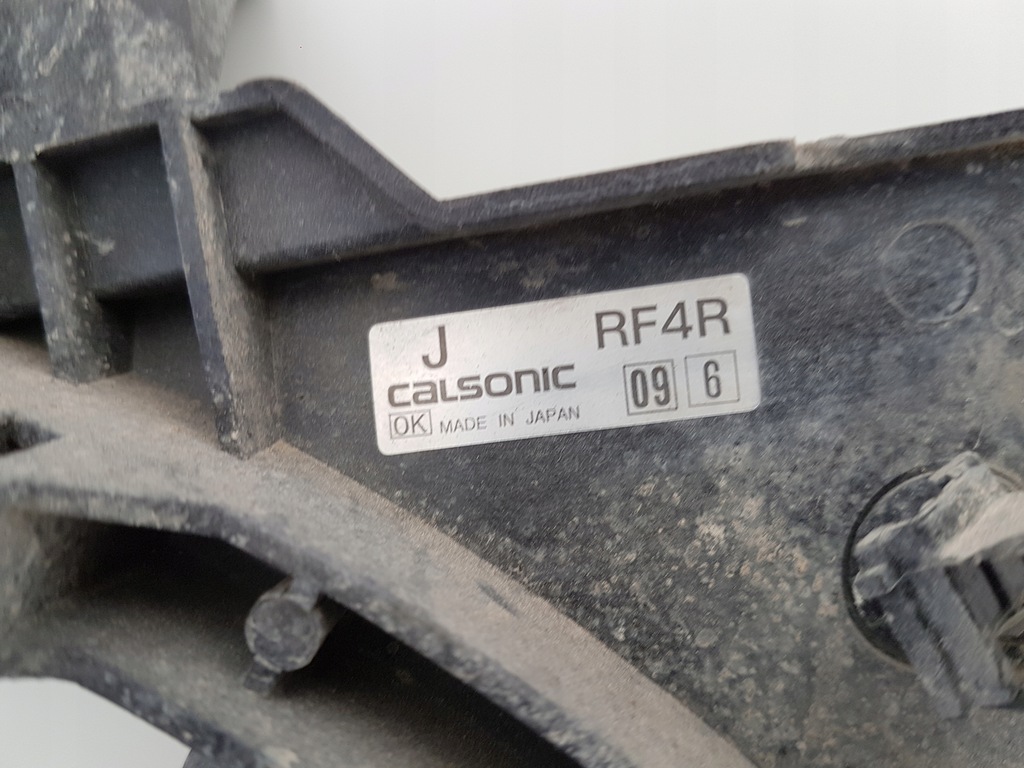 J RF4R
calsonic 09 6
OK MADE IN JAPAN